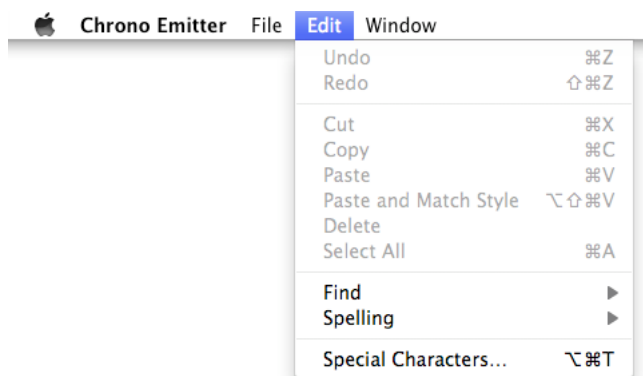 Chrono Emitter File Edit Window
Undo ⌘Z
Redo ⇧⌘Z
Cut ⌘X
Copy ⌘C
Paste ⌘V
Paste and Match Style ⌥⇧⌘V
Delete
Select All ⌘A
Find
Spelling
Special Characters... ⌥⌘T